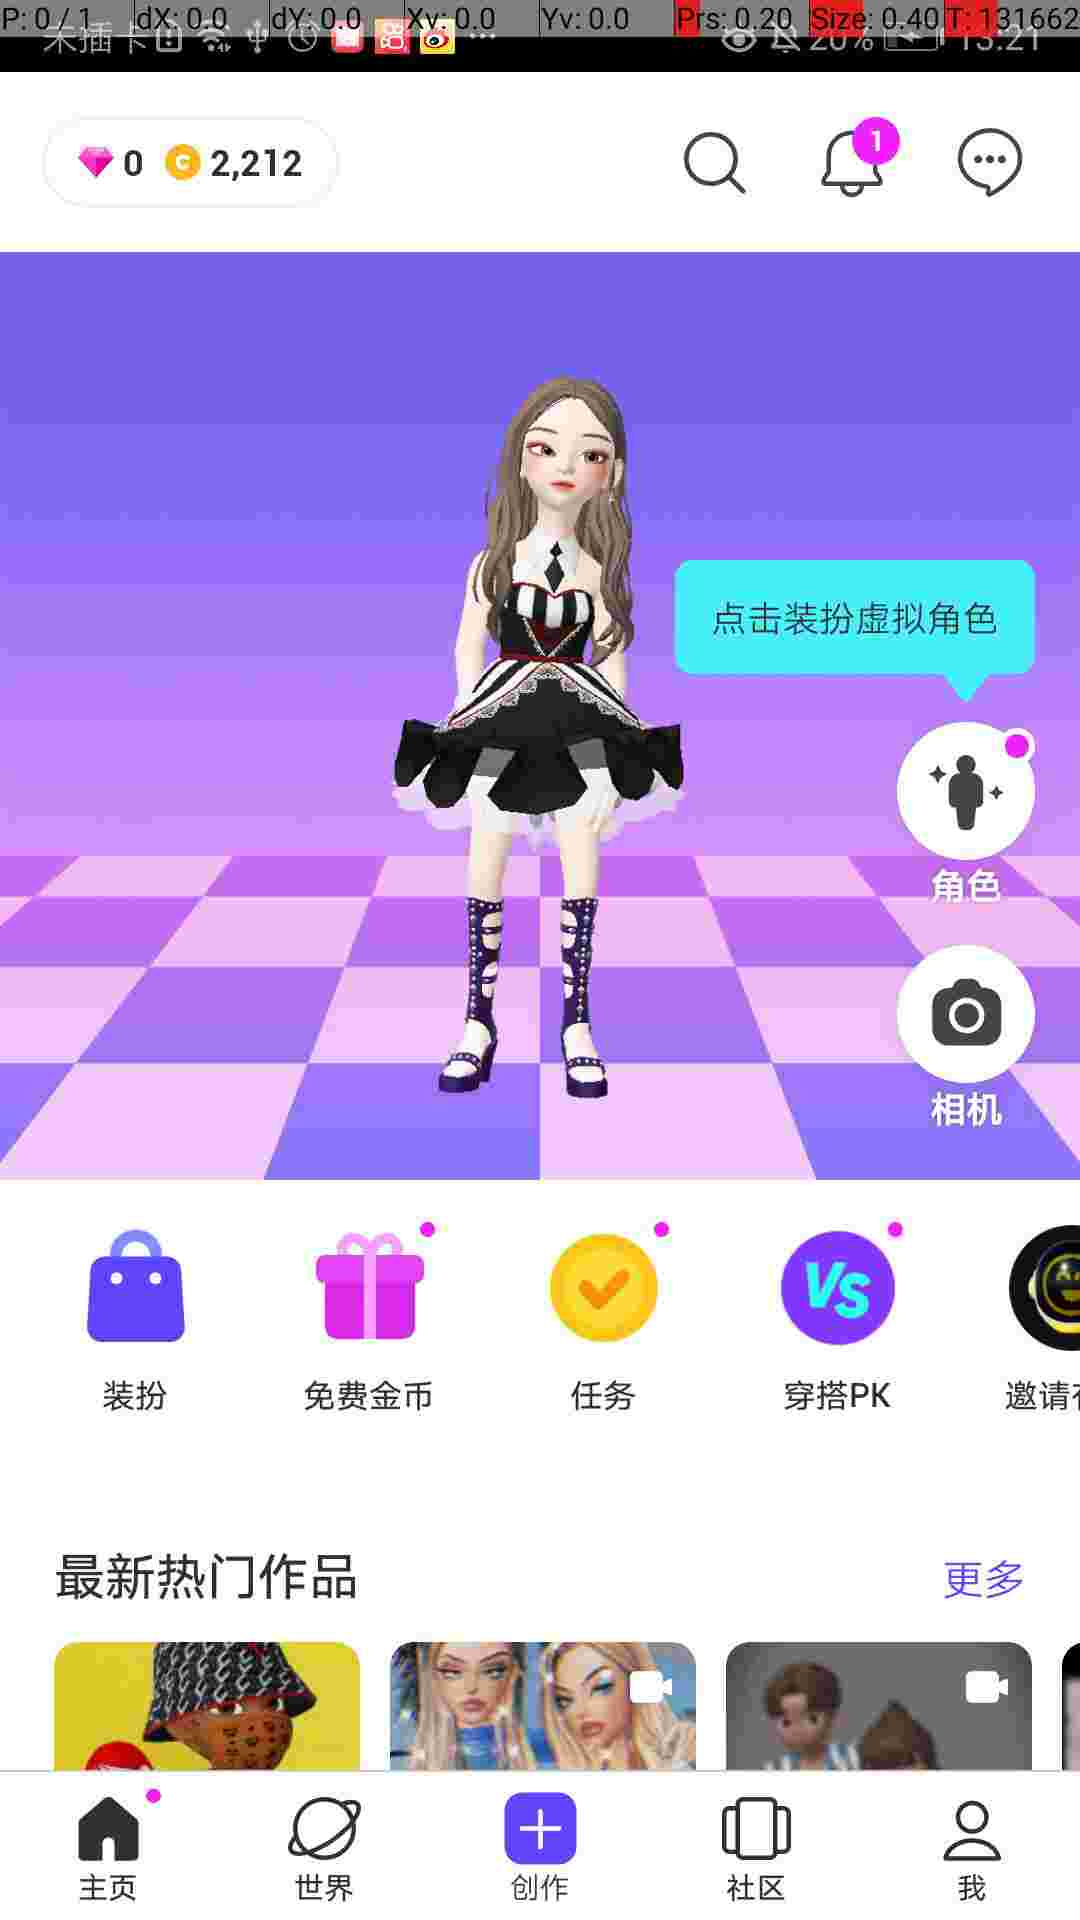 P: 0 / 1 dX: 0.0 dY: 0.0 Xv: 0.0 Yv: 0.0 Prs: 0.20 Size: 0.40 T: 131662
未插卡 20% 13:21
0 C 2,212
1
点击装扮虚拟角色
角色
相机
VS
装扮 免费金币 任务 穿搭PK 邀请
最新热门作品 更多
主页 世界 创作 社区 我